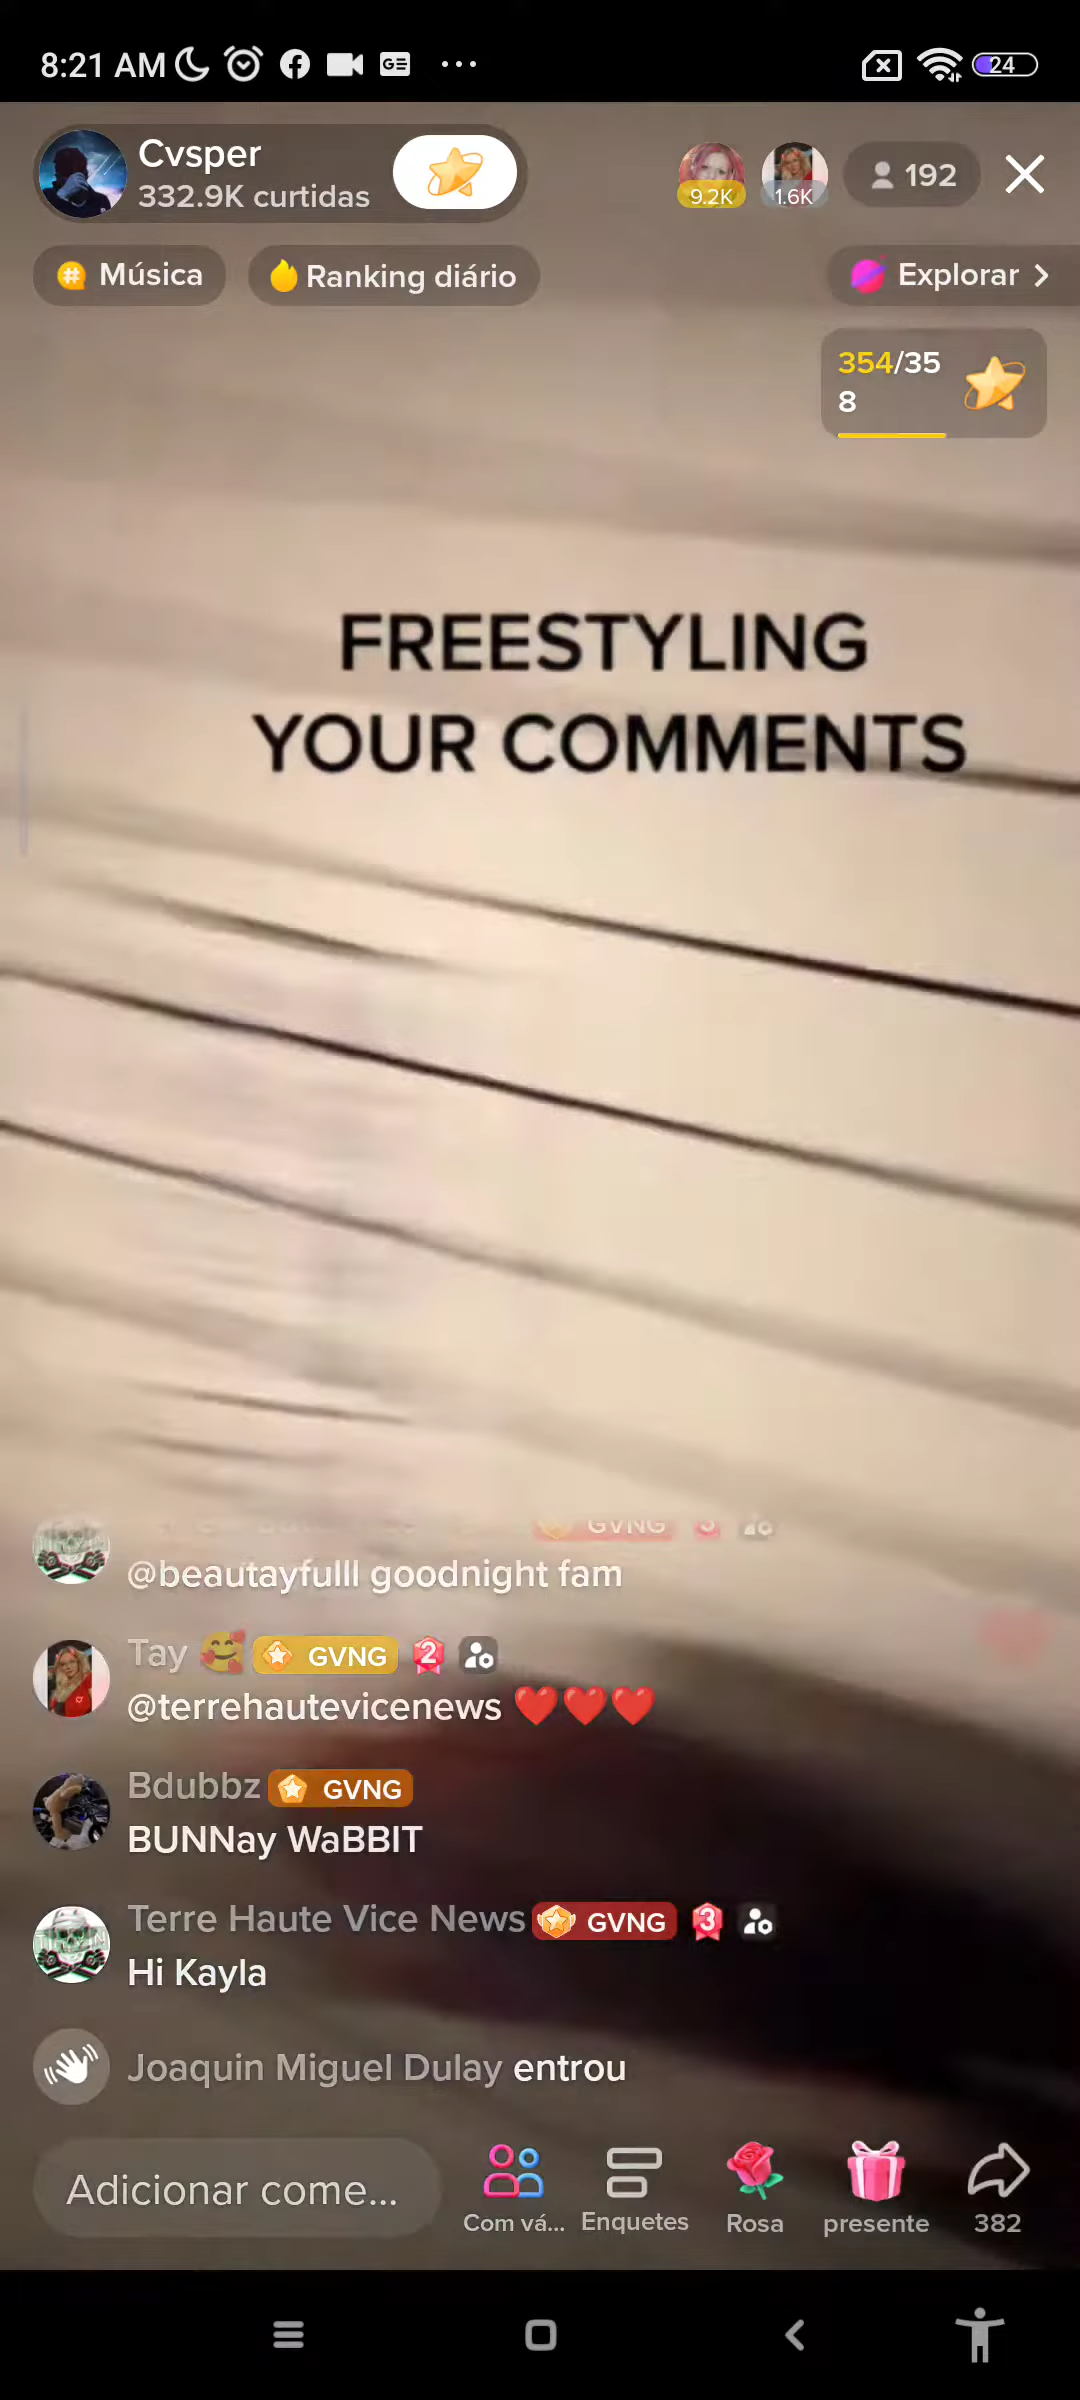 8:21 AM
24
Cvsper
332.9K curtidas
9.2K
1.6K
192
Música
Ranking diário
Explorar
354/35
8
FREESTYLING
YOUR COMMENTS
GVNG 3
@beautayfulll goodnight fam
Tay GVNG 2
@terrehautevicenews
Bdubbz GVNG
BUNNay WaBBIT
Terre Haute Vice News GVNG 3
Hi Kayla
Joaquin Miguel Dulay entrou
Adicionar come...
Com vá...
Enquetes
Rosa
presente
382